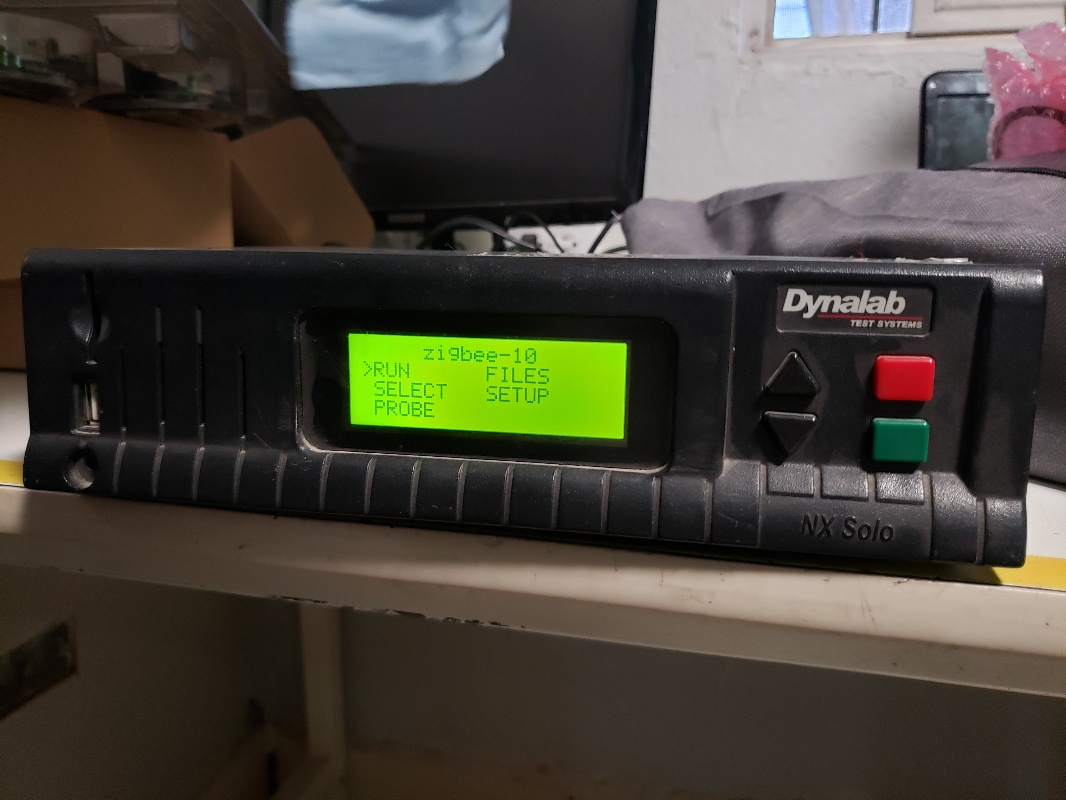 Dynalab
TEST SYSTEMS
zigbee-10
>RUN FILES
SELECT SETUP
PROBE
NX Solo